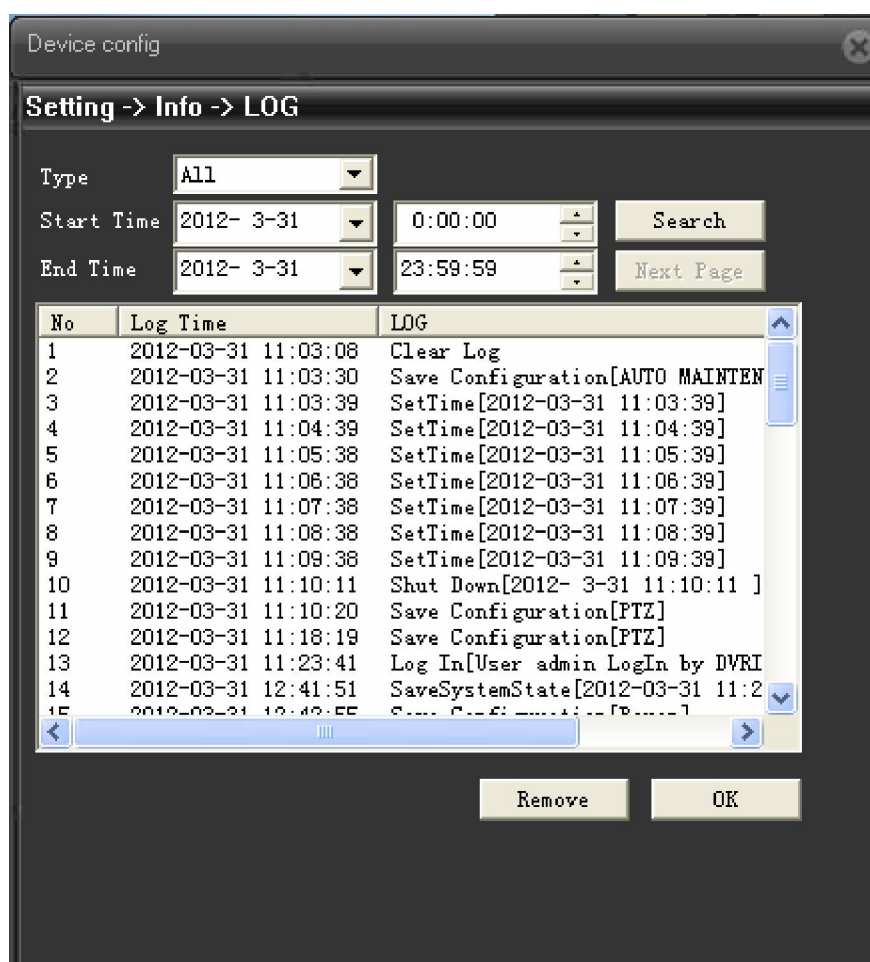 Device config
Setting -> Info -> LOG
Type All
Start Time 2012- 3-31 0:00:00 Search
End Time 2012- 3-31 23:59:59 Next Page
No Log Time LOG
1 2012-03-31 11:03:08 Clear Log
2 2012-03-31 11:03:30 Save Configuration[AUTO MAINTEN
3 2012-03-31 11:03:39 SetTime[2012-03-31 11:03:39]
4 2012-03-31 11:04:39 SetTime[2012-03-31 11:04:39]
5 2012-03-31 11:05:38 SetTime[2012-03-31 11:05:39]
6 2012-03-31 11:06:38 SetTime[2012-03-31 11:06:39]
7 2012-03-31 11:07:38 SetTime[2012-03-31 11:07:39]
8 2012-03-31 11:08:38 SetTime[2012-03-31 11:08:39]
9 2012-03-31 11:09:38 SetTime[2012-03-31 11:09:39]
10 2012-03-31 11:10:11 Shut Down[2012- 3-31 11:10:11 ]
11 2012-03-31 11:10:20 Save Configuration[PTZ]
12 2012-03-31 11:18:19 Save Configuration[PTZ]
13 2012-03-31 11:23:41 Log In[User admin LogIn by DVRI
14 2012-03-31 12:41:51 SaveSystemState[2012-03-31 11:2
15 2012-03-31 Save Configuration
Remove OK